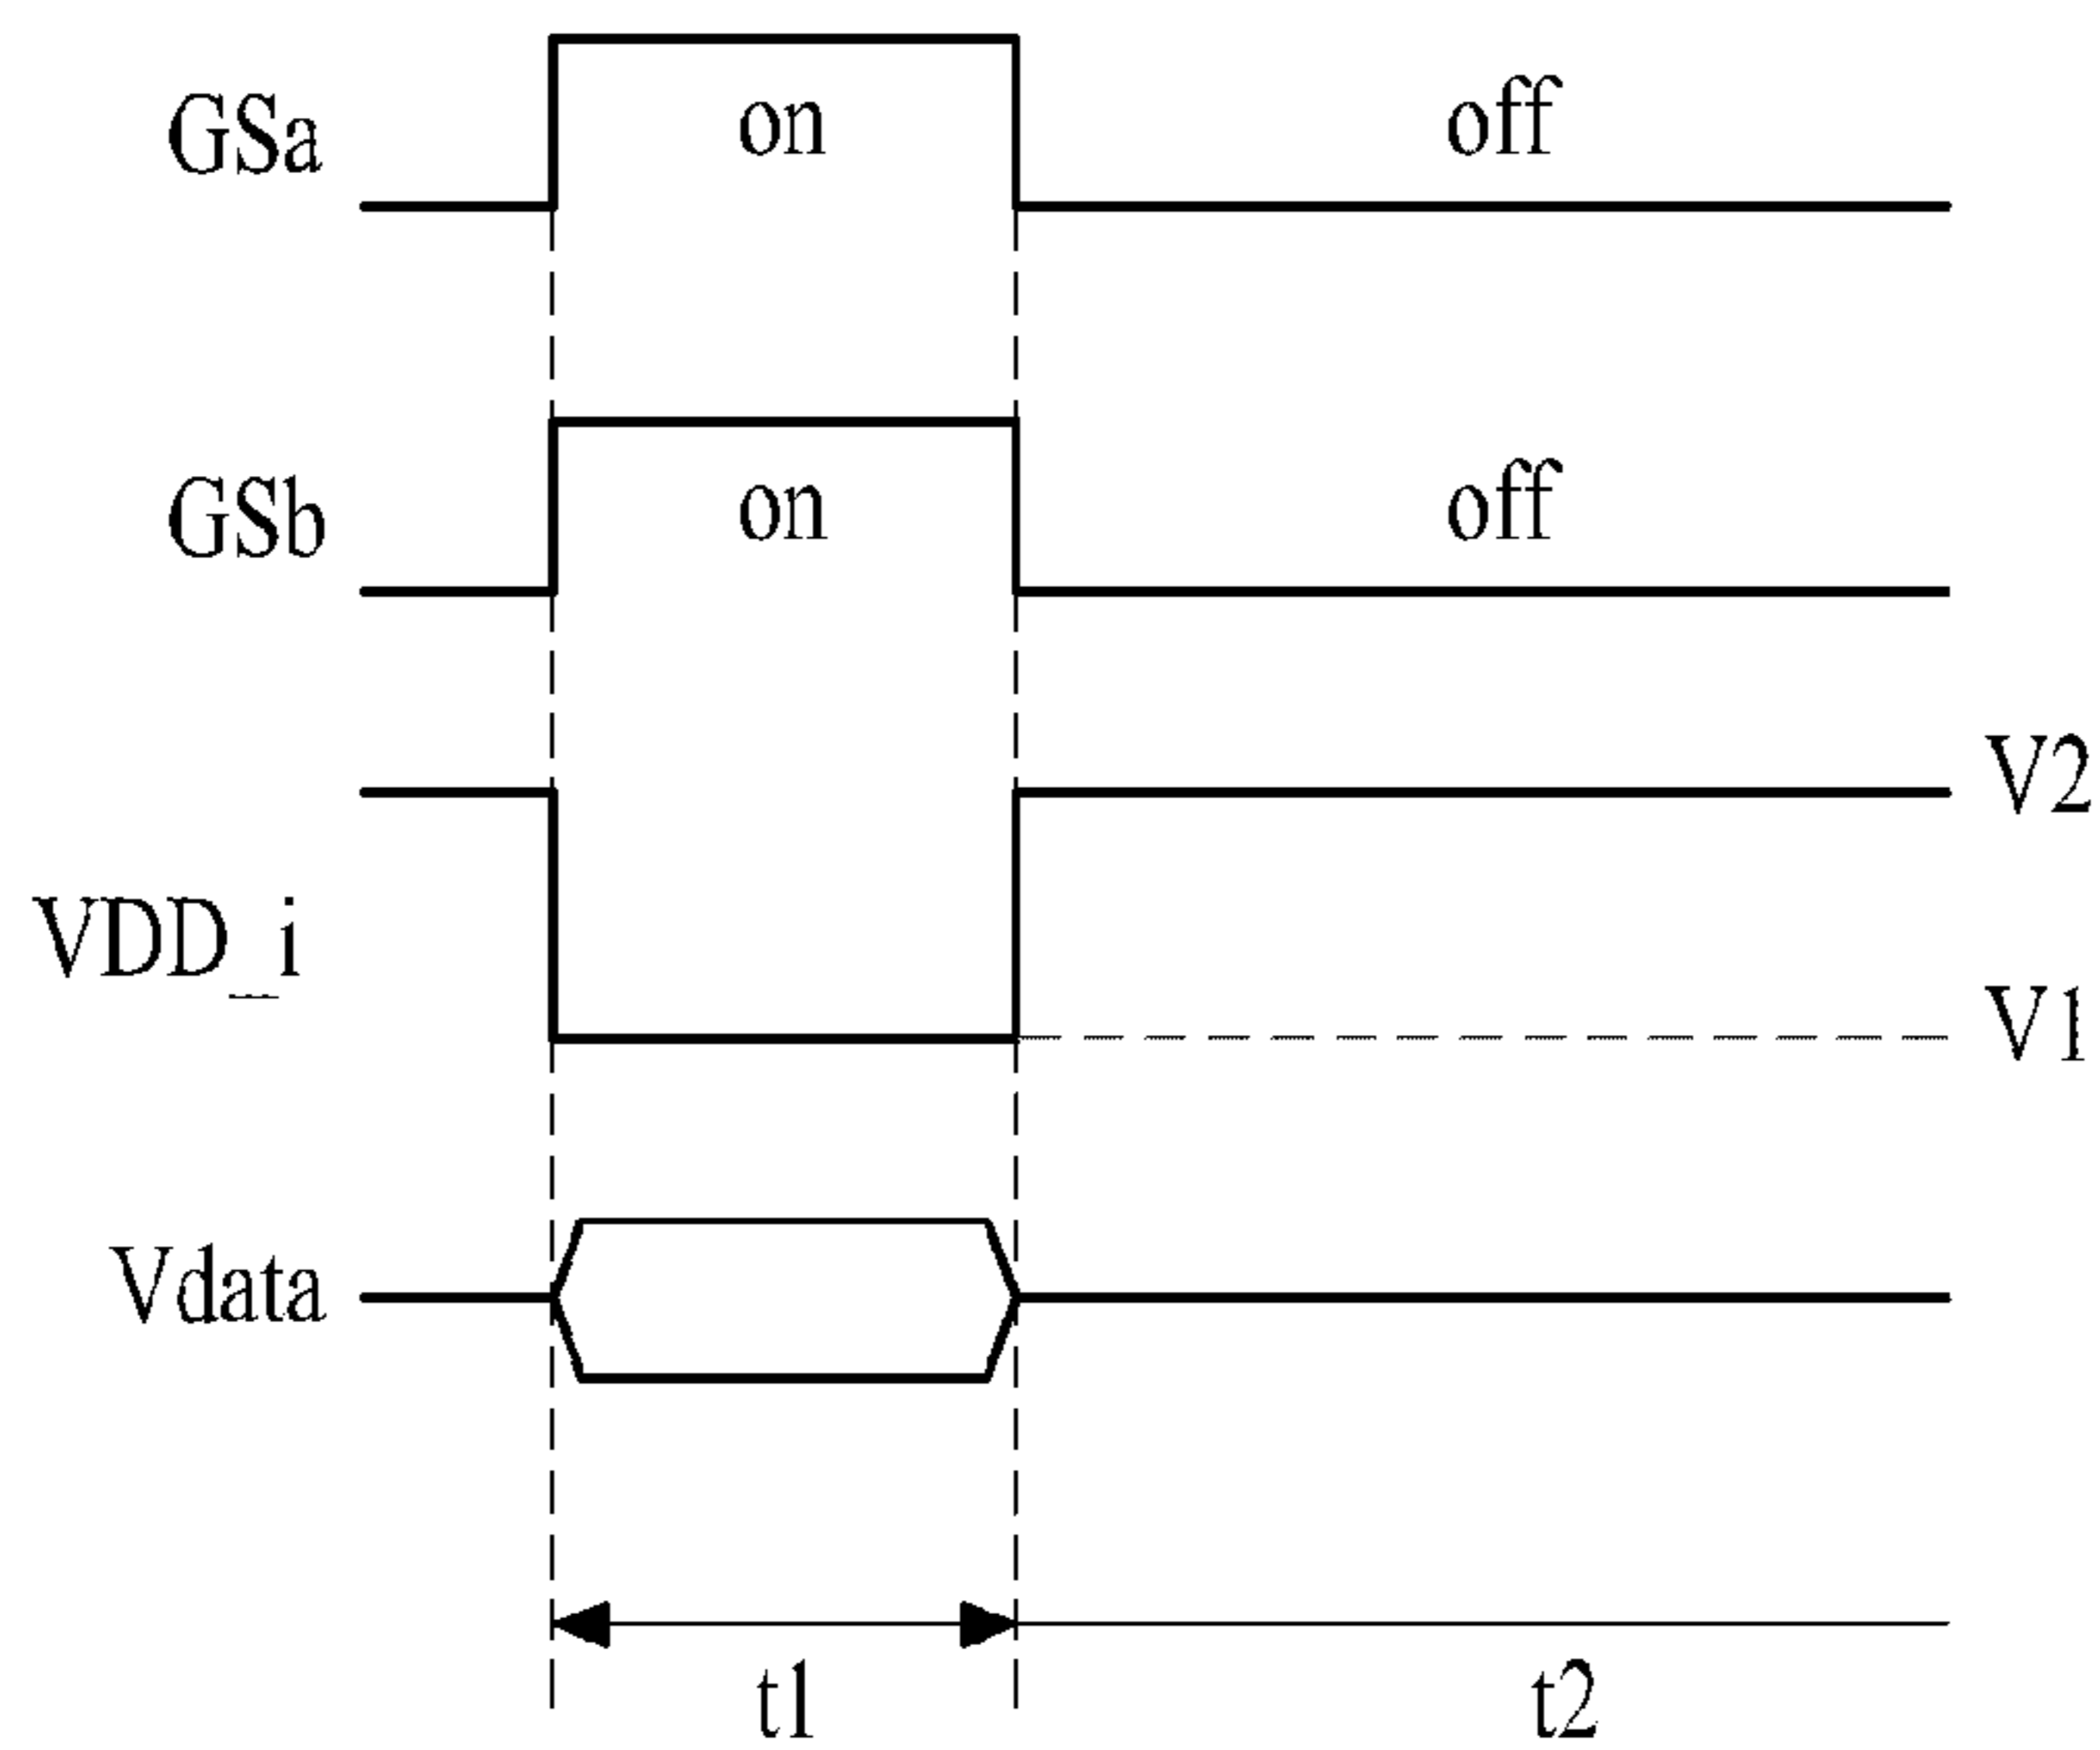 GSa on off
GSb on off
V2
VDD_i
V1
Vdata
t1 t2